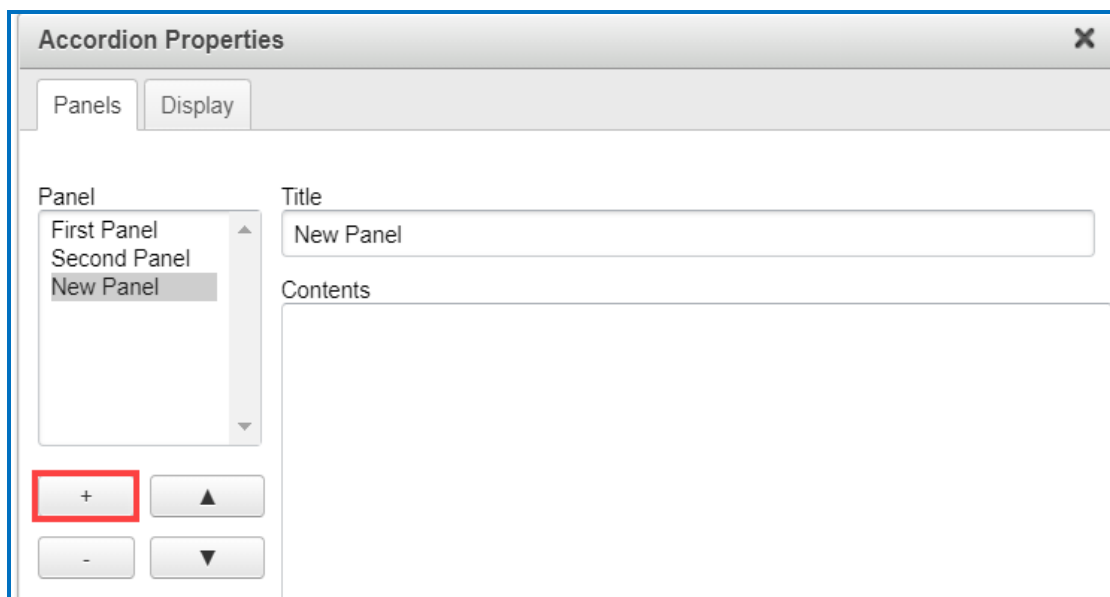 Accordion Properties
Panels
Display
Panel
Title
First Panel
Second Panel
New Panel
New Panel
Contents
+
-